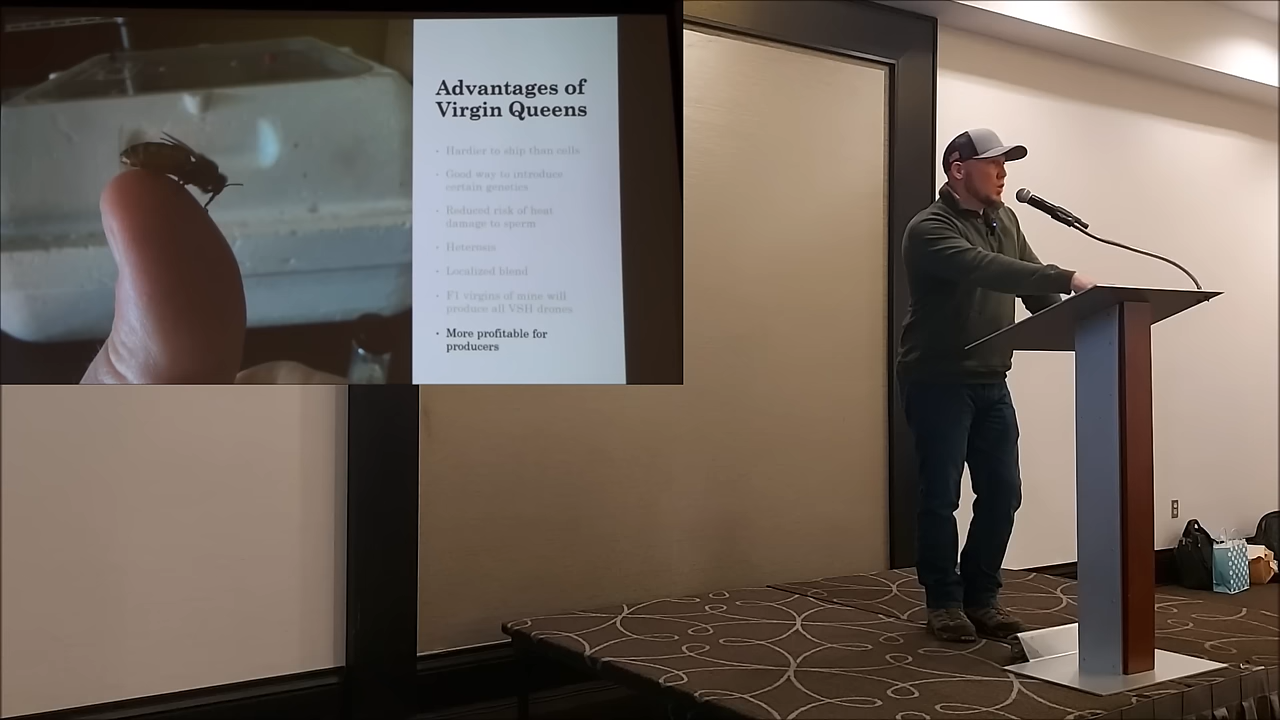 Advantages of
Virgin Queens
• Hardier to ship than cells
• Good way to introduce
certain genetics
• Reduced risk of heat
damage to sperm
• Heterosis
• Localized blend
• F1 virgins of mine will
produce all VSH drones
• More profitable for
producers